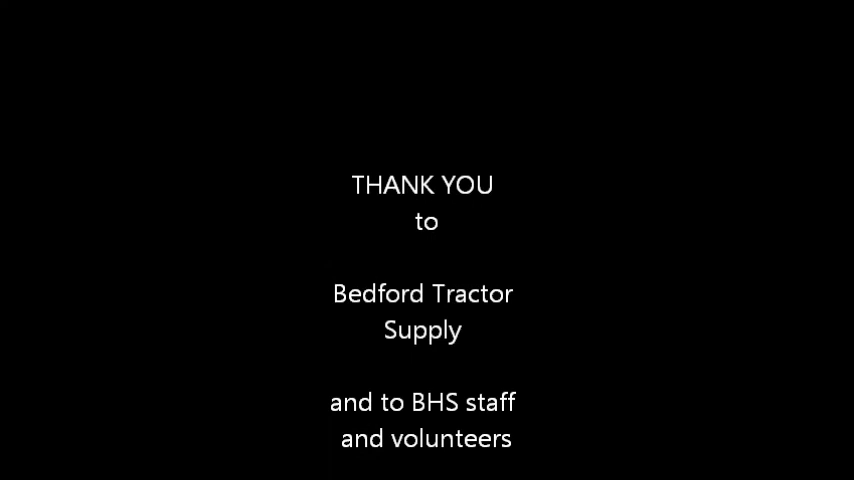 THANK YOU
to
Bedford Tractor
Supply
and to BHS staff
and volunteers